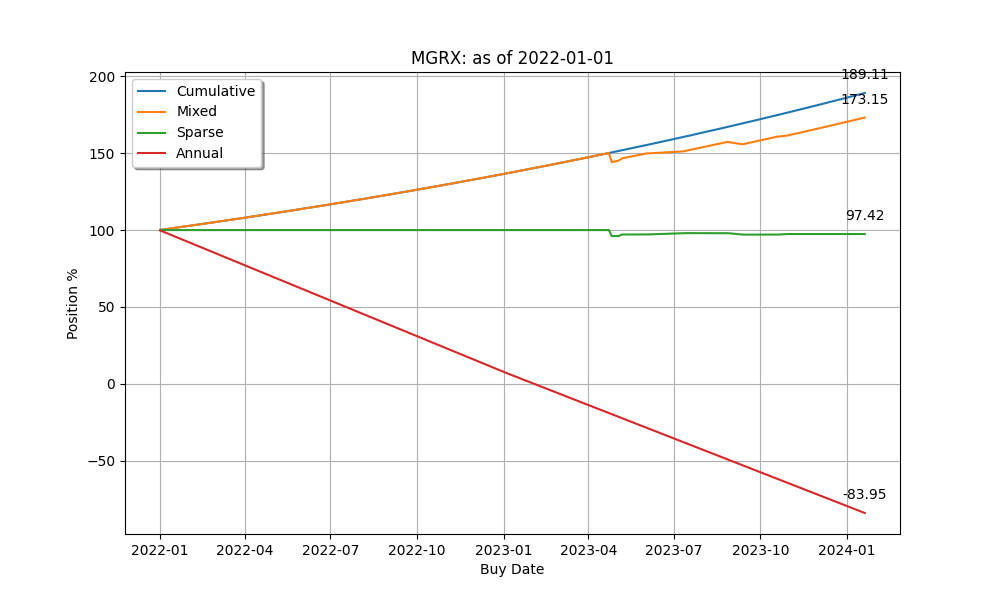 MGRX: as of 2022-01-01
Cumulative
Mixed
Sparse
Annual
189.11
173.15
97.42
-83.95
Position %
200
150
100
50
0
−50
2022-01 2022-04 2022-07 2022-10 2023-01 2023-04 2023-07 2023-10 2024-01
Buy Date